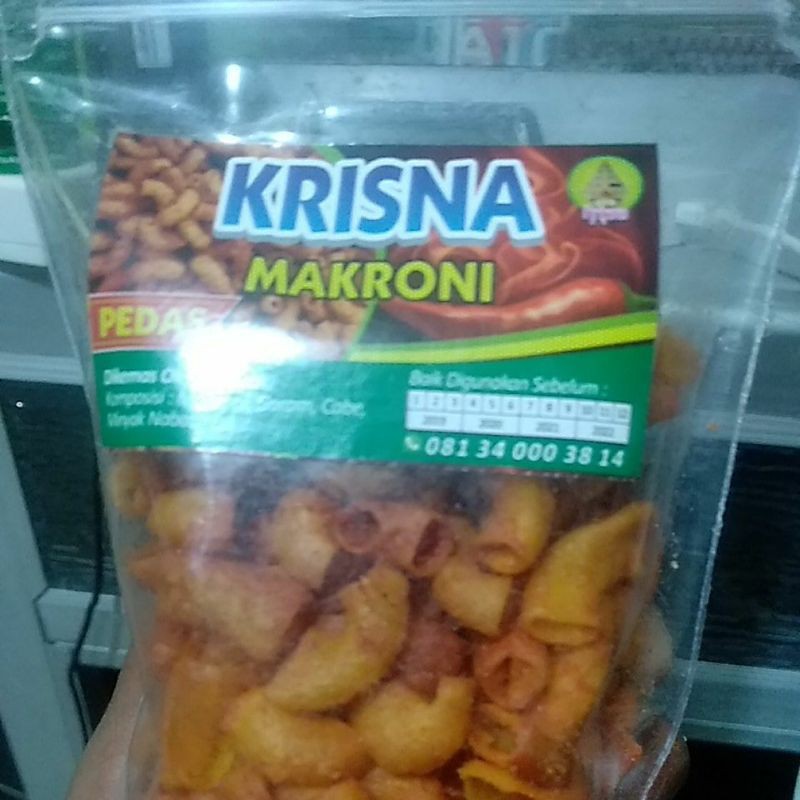 KRISNA
MAKRONI
PEDAS
Dikemas
Komposisi : Garam, Cabe,
Minyak
Baik Digunakan Sebelum :
1 2 3 4 5 6 7 8 9 10 11 12
2019 2020 2021 2022
081 34 000 38 14